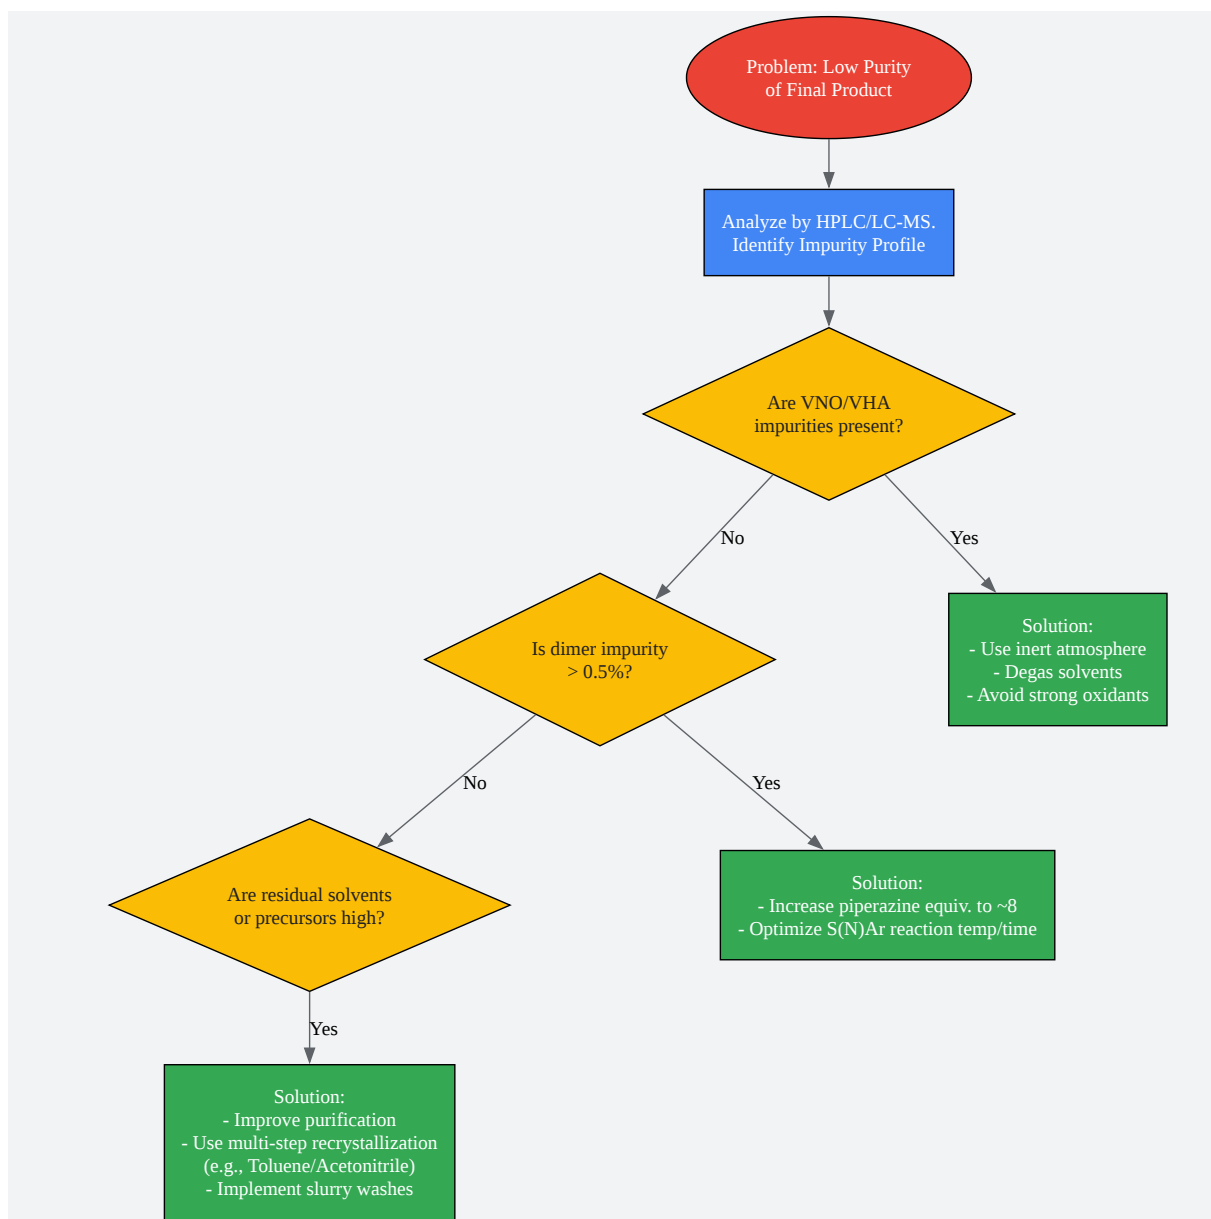 Problem: Low Purity
of Final Product
Analyze by HPLC/LC-MS.
Identify Impurity Profile
Are VNO/VHA
impurities present?
No
Yes
Is dimer impurity
> 0.5%?
Solution:
- Use inert atmosphere
- Degas solvents
- Avoid strong oxidants
No
Yes
Are residual solvents
or precursors high?
Solution:
- Increase piperazine equiv. to ~8
- Optimize S(N)Ar reaction temp/time
Yes
Solution:
- Improve purification
- Use multi-step recrystallization
(e.g., Toluene/Acetonitrile)
- Implement slurry washes